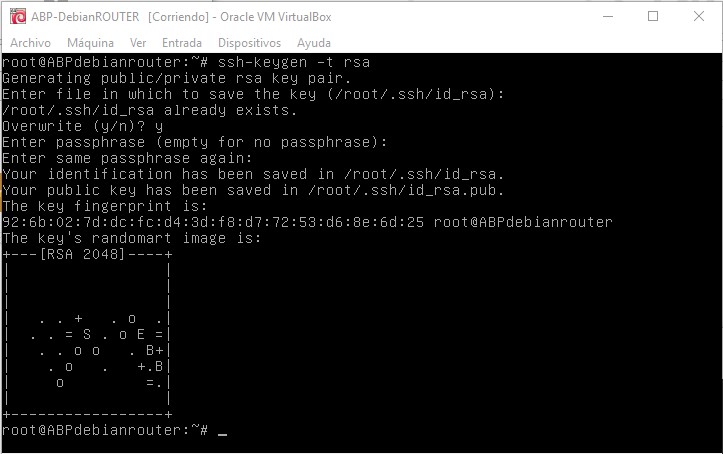 ABP-DebianROUTER [Corriendo] - Oracle VM VirtualBox
Archivo Máquina Ver Entrada Dispositivos Ayuda
root@ABPdebianrouter:~# ssh-keygen -t rsa
Generating public/private rsa key pair.
Enter file in which to save the key (/root/.ssh/id_rsa):
/root/.ssh/id_rsa already exists.
Overwrite (y/n)? y
Enter passphrase (empty for no passphrase):
Enter same passphrase again:
Your identification has been saved in /root/.ssh/id_rsa.
Your public key has been saved in /root/.ssh/id_rsa.pub.
The key fingerprint is:
92:6b:02:7d:dc:fc:d4:3d:f8:d7:72:53:d6:8e:6d:25 root@ABPdebianrouter
The key's randomart image is:
+---[RSA 2048]----+
|                 |
|                 |
|                 |
|   . . +   . o  .|
|  . . = S . o E =|
|   . . o o   . B+|
|    . o   .   +.B|
|     o         =.|
|                 |
+-----------------+
root@ABPdebianrouter:~# _